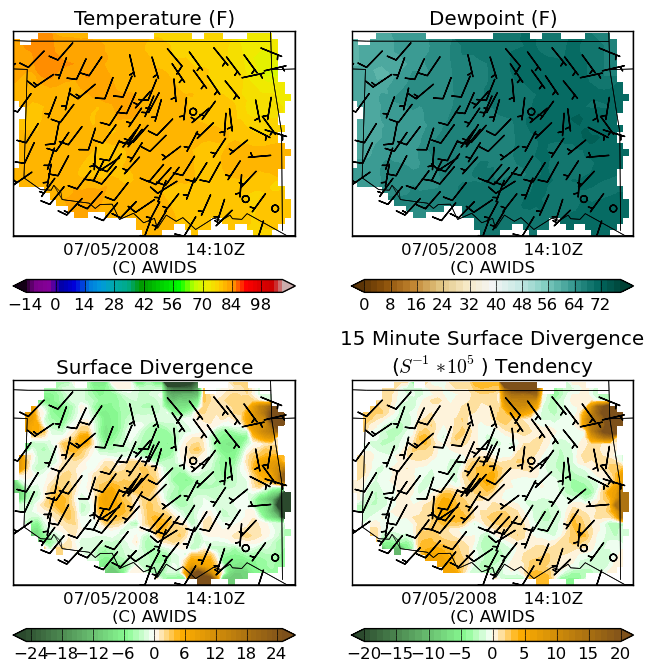 Temperature (F)
Dewpoint (F)
07/05/2008 14:10Z
(C) AWIDS
07/05/2008 14:10Z
(C) AWIDS
−14 0 14 28 42 56 70 84 98
0 8 16 24 32 40 48 56 64 72
Surface Divergence
15 Minute Surface Divergence
(S⁻¹ *10⁵ ) Tendency
07/05/2008 14:10Z
(C) AWIDS
07/05/2008 14:10Z
(C) AWIDS
−24 −18 −12 −6 0 6 12 18 24
−20 −15 −10 −5 0 5 10 15 20